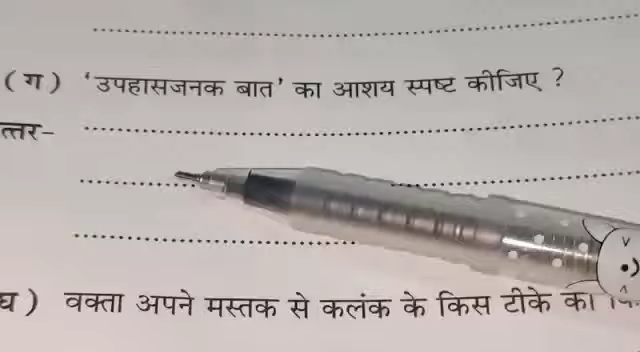 (ग) 'उपहासजनक बात' का आशय स्पष्ट कीजिए ?
त्तर–
घ) वक्ता अपने मस्तक से कलंक के किस टीके का